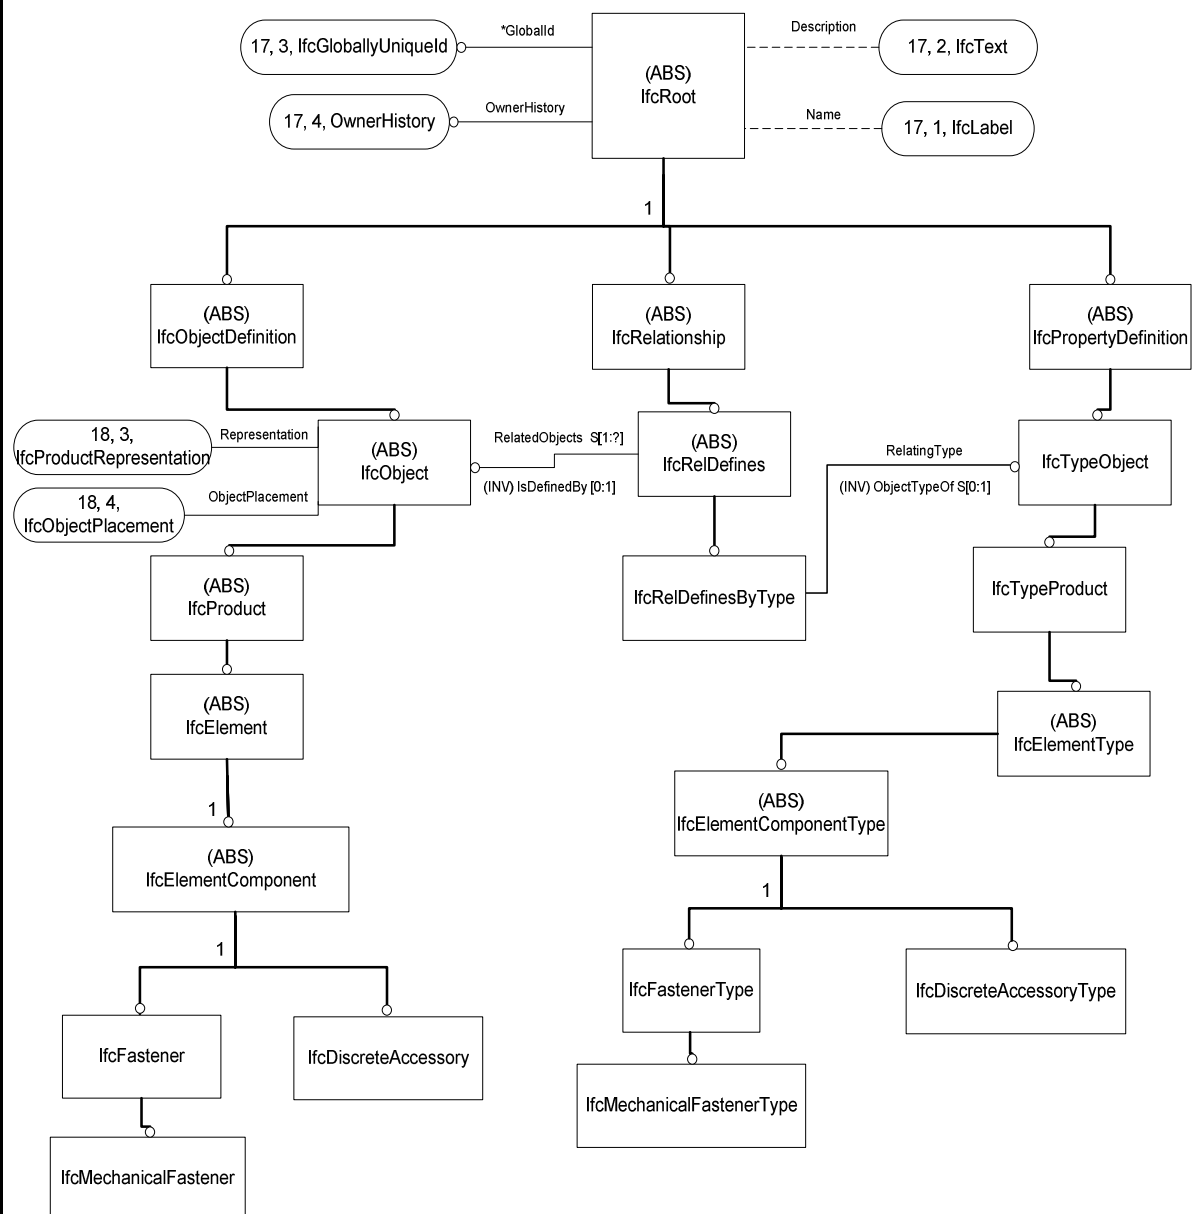 *GlobalId
Description
17, 3, IfcGloballyUniqueId
17, 2, IfcText
(ABS)
IfcRoot
OwnerHistory
Name
17, 4, OwnerHistory
17, 1, IfcLabel
1
(ABS)
IfcObjectDefinition
(ABS)
IfcRelationship
(ABS)
IfcPropertyDefinition
18, 3,
IfcProductRepresentation
Representation
(ABS)
IfcObject
RelatedObjects S[1:?]
(INV) IsDefinedBy [0:1]
(ABS)
IfcRelDefines
RelatingType
(INV) ObjectTypeOf S[0:1]
IfcTypeObject
ObjectPlacement
18, 4,
IfcObjectPlacement
(ABS)
IfcProduct
IfcRelDefinesByType
IfcTypeProduct
(ABS)
IfcElement
(ABS)
IfcElementType
1
(ABS)
IfcElementComponentType
(ABS)
IfcElementComponent
1
1
IfcFastenerType
IfcDiscreteAccessoryType
IfcFastener
IfcDiscreteAccessory
IfcMechanicalFastenerType
IfcMechanicalFastener